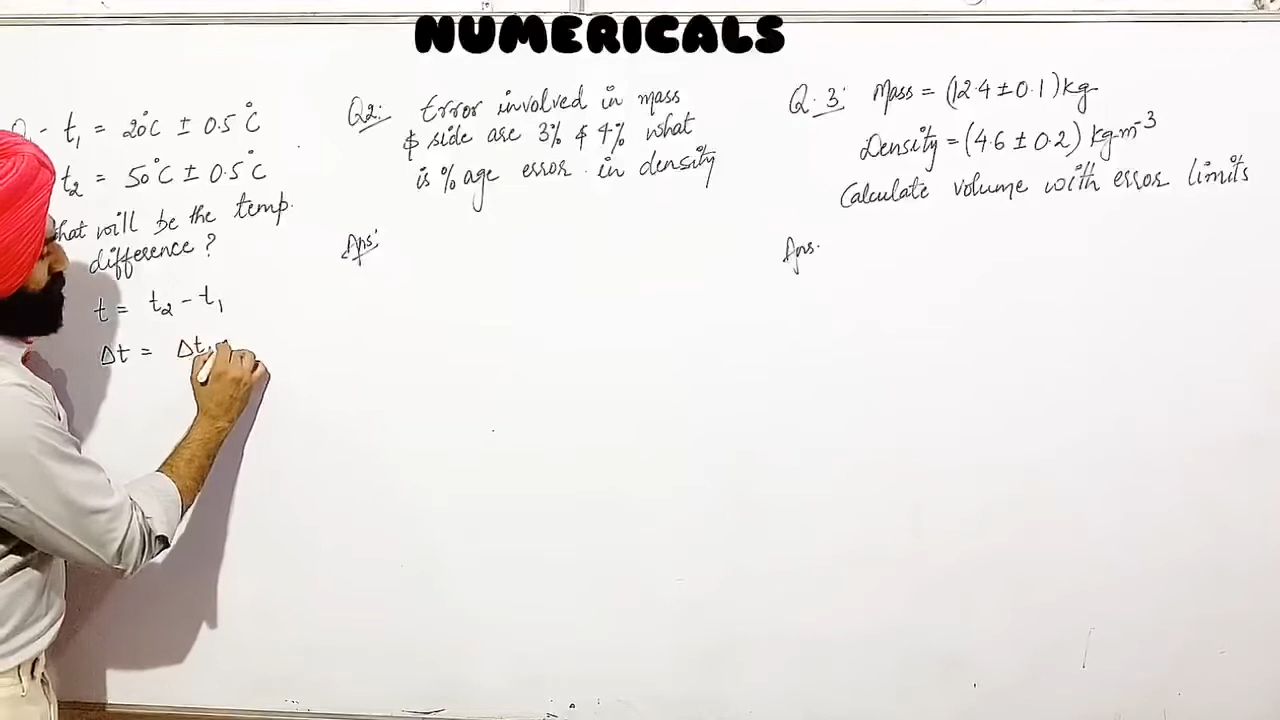 NUMERICALS
- t₁ = 20°C ± 0.5°C
t₂ = 50°C ± 0.5°C
will be the temp.
difference?
t = t₂ - t₁
Δt = Δt
Q2: Error involved in mass
& side are 3% & 4% what
is %age error in density
Ans:
Q.3: Mass = (12.4 ± 0.1) kg
Density = (4.6 ± 0.2) kg-m⁻³
Calculate volume with error limits
Ans.